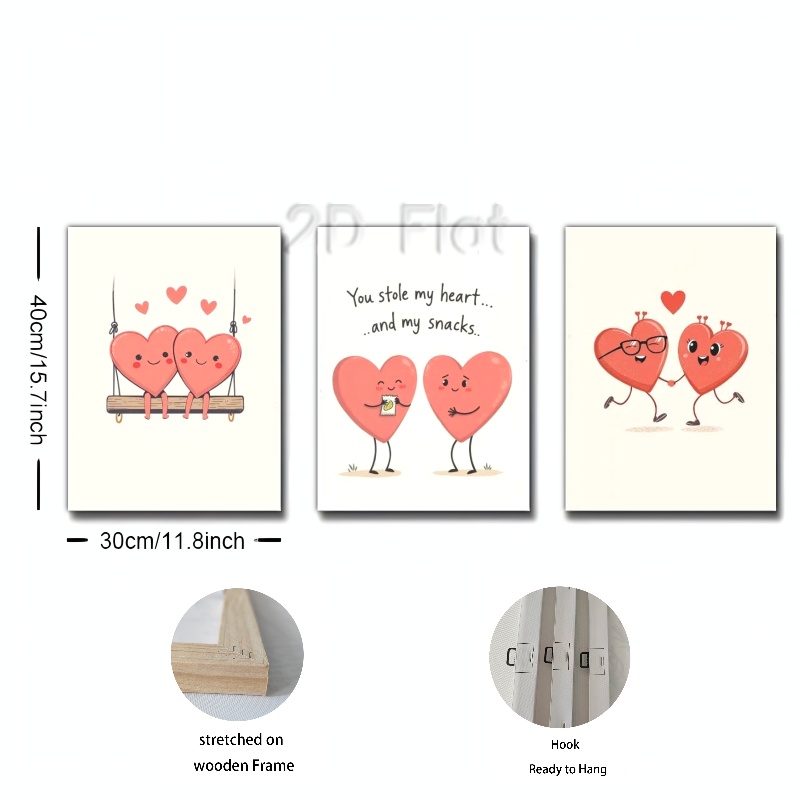 2D Flat
You stole my heart...
..and my snacks..
40cm/15.7inch
30cm/11.8inch
stretched on
wooden Frame
Hook
Ready to Hang